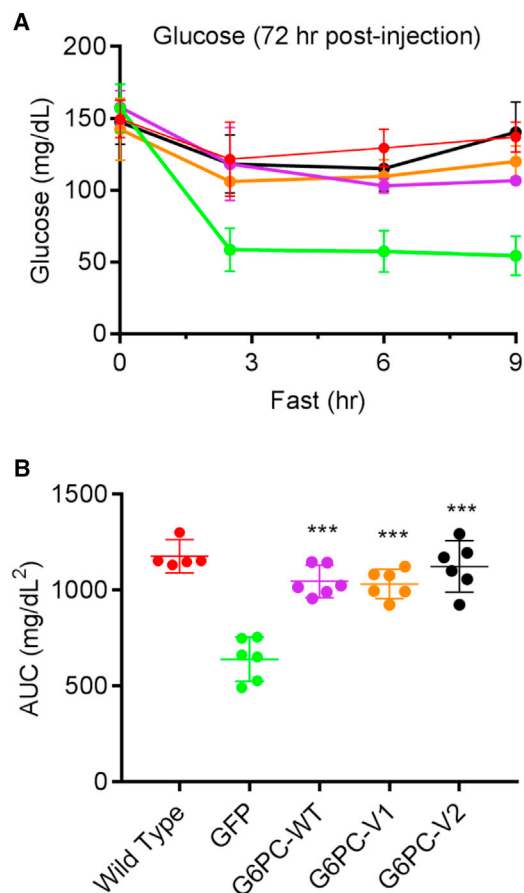 A
Glucose (72 hr post-injection)
200
150
100
50
0
Glucose (mg/dL)
0 3 6 9
Fast (hr)
B
1500
1000
500
0
AUC (mg/dL²)
*** *** ***
Wild Type
GFP
G6PC-WT
G6PC-V1
G6PC-V2